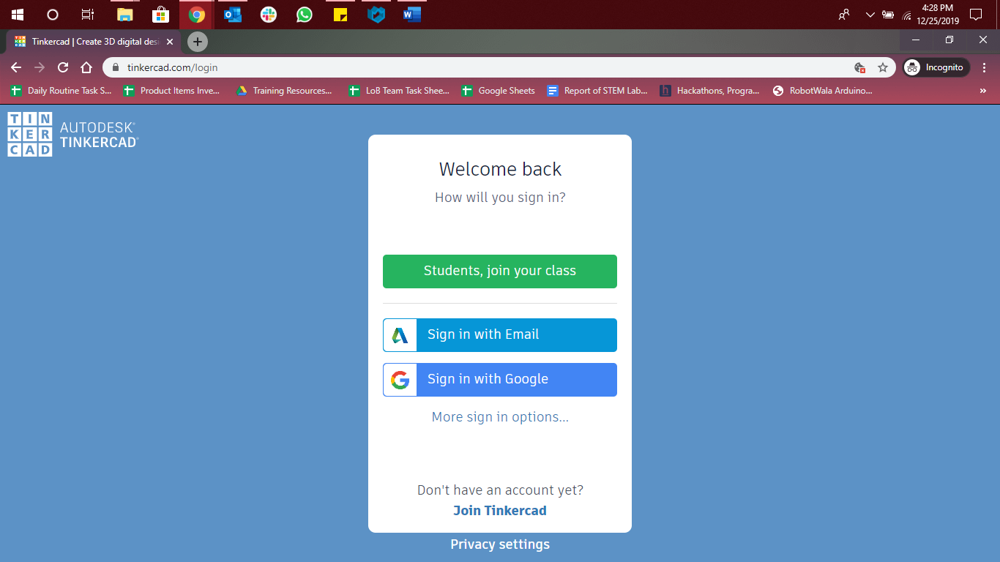 4:28 PM
12/25/2019
Tinkercad | Create 3D digital desi
tinkercad.com/login
Incognito
Daily Routine Task S...
Product Items Inve...
Training Resources...
LoB Team Task Shee...
Google Sheets
Report of STEM Lab...
Hackathons, Progra...
RobotWala Arduino...
»
TIN
KER
CAD
AUTODESK®
TINKERCAD®
Welcome back
How will you sign in?
Students, join your class
Sign in with Email
Sign in with Google
More sign in options...
Don't have an account yet?
Join Tinkercad
Privacy settings